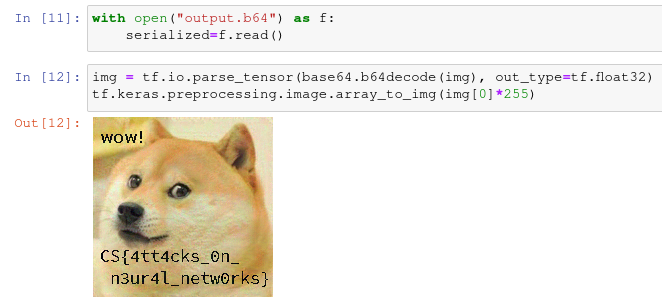 In [11]: with open("output.b64") as f:
serialized=f.read()
In [12]: img = tf.io.parse_tensor(base64.b64decode(img), out_type=tf.float32)
tf.keras.preprocessing.image.array_to_img(img[0]*255)
Out[12]:
wow!
CS{4tt4cks_0n_
n3ur4l_netw0rks}